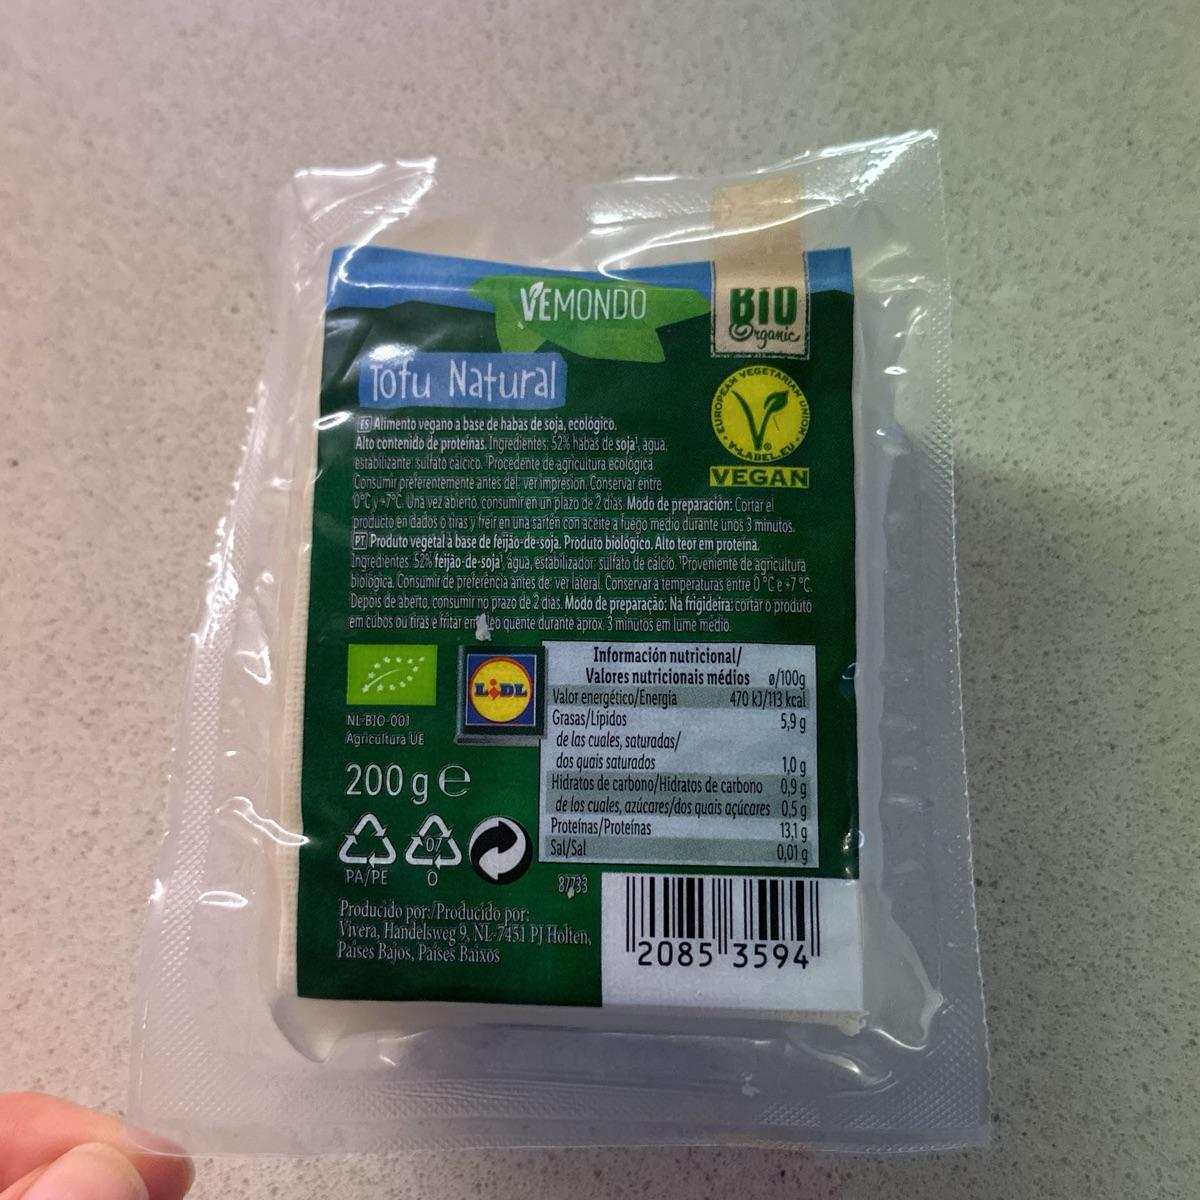 VEMONDO
BIO
Organic
Tofu Natural
EUROPEAN VEGETARIAN UNION
V-LABEL.EU
VEGAN
ES Alimento vegano a base de habas de soja, ecológico.
Alto contenido de proteínas. Ingredientes: 52% habas de soja¹, agua,
estabilizante: sulfato cálcico. ¹Procedente de agricultura ecológica.
Consumir preferentemente antes del: ver impresión. Conservar entre
0°C y +7°C. Una vez abierto, consumir en un plazo de 2 días. Modo de preparación: Cortar el
producto en dados o tiras y freír en una sartén con aceite a fuego medio durante unos 3 minutos.
PT Produto vegetal à base de feijão-de-soja. Produto biológico. Alto teor em proteína.
Ingredientes: 52% feijão-de-soja¹, água, estabilizador: sulfato de cálcio. ¹Proveniente de agricultura
biológica. Consumir de preferência antes de: ver lateral. Conservar a temperaturas entre 0 °C e +7 °C.
Depois de aberto, consumir no prazo de 2 dias. Modo de preparação: Na frigideira: cortar o produto
em cubos ou tiras e fritar em leo quente durante aprox. 3 minutos em lume médio.
NL-BIO-001
Agricultura UE
LIDL
200 g e
PA/PE
07
O
Información nutricional/
Valores nutricionais médios ø/100g
Valor energético/Energia 470 kJ/113 kcal
Grasas/Lípidos 5,9 g
de las cuales, saturadas/
dos quais saturados 1,0 g
Hidratos de carbono/Hidratos de carbono 0,9 g
de los cuales, azúcares/dos quais açúcares 0,5 g
Proteínas/Proteínas 13,1 g
Sal/Sal 0,01 g
87733
Producido por:/Producido por:
Vivera, Handelsweg 9, NL-7451 PJ Holten,
Países Bajos, Países Baixos
2085 3594